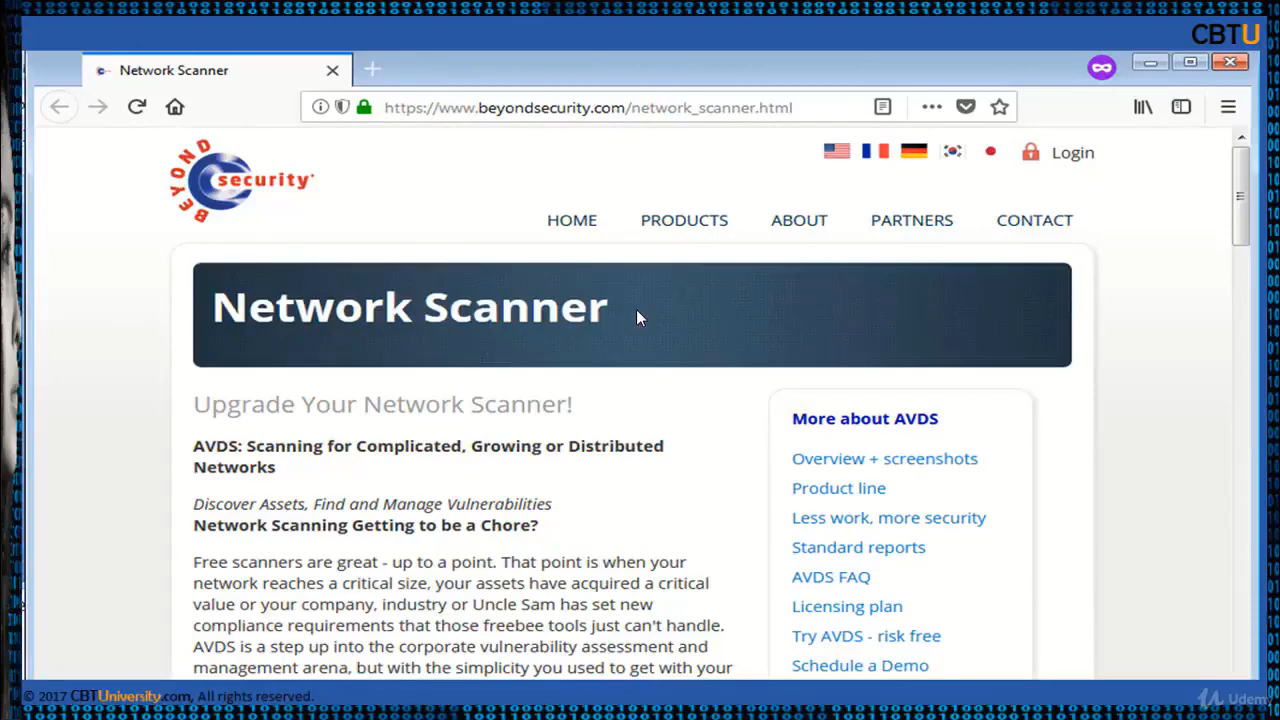 CBTU
Network Scanner
https://www.beyondsecurity.com/network_scanner.html
BEYOND
security
Login
HOME PRODUCTS ABOUT PARTNERS CONTACT
Network Scanner
Upgrade Your Network Scanner!
AVDS: Scanning for Complicated, Growing or Distributed
Networks
Discover Assets, Find and Manage Vulnerabilities
Network Scanning Getting to be a Chore?
Free scanners are great - up to a point. That point is when your
network reaches a critical size, your assets have acquired a critical
value or your company, industry or Uncle Sam has set new
compliance requirements that those freebee tools just can't handle.
AVDS is a step up into the corporate vulnerability assessment and
management arena, but with the simplicity you used to get with your
More about AVDS
Overview + screenshots
Product line
Less work, more security
Standard reports
AVDS FAQ
Licensing plan
Try AVDS - risk free
Schedule a Demo
© 2017 CBTUniversity.com, All rights reserved.
Udemy